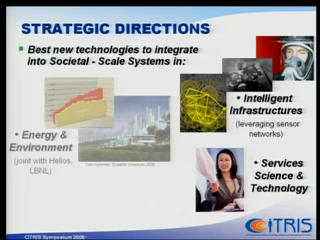 STRATEGIC DIRECTIONS
Best new technologies to integrate
into Societal - Scale Systems in:
• Intelligent
Infrastructures
(leveraging sensor
networks)
• Energy &
Environment
(joint with Helios,
LBNL)
• Services
Science &
Technology
CiTRIS
CITRIS Symposium 2006